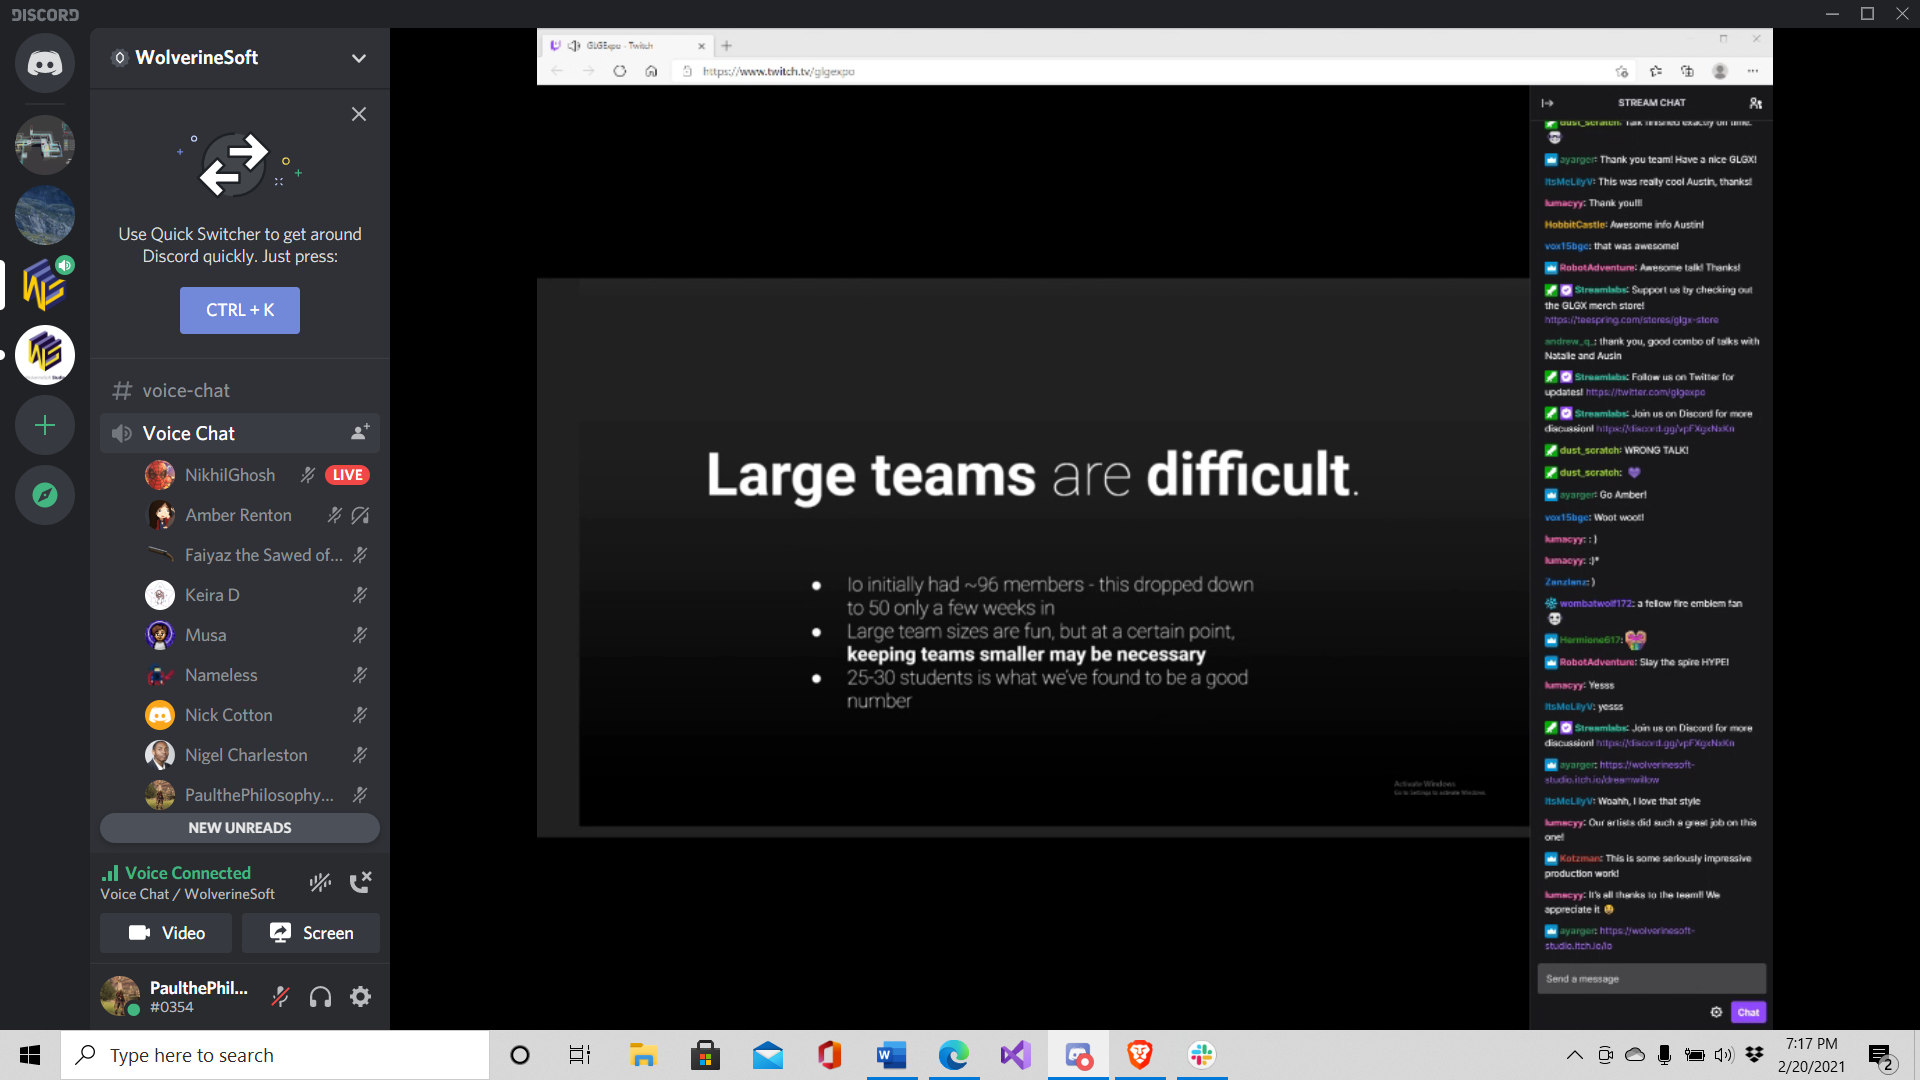 DISCORD
WolverineSoft
Use Quick Switcher to get around
Discord quickly. Just press:
CTRL + K
# voice-chat
Voice Chat
NikhilGhosh LIVE
Amber Renton
Faiyaz the Sawed of...
Keira D
Musa
Nameless
Nick Cotton
Nigel Charleston
PaulthePhilosophy...
NEW UNREADS
Voice Connected
Voice Chat / WolverineSoft
Video
Screen
PaulthePhil...
#0354
GLGExpo - Twitch
https://www.twitch.tv/glgexpo
Large teams are difficult.
● Io initially had ~96 members - this dropped down
to 50 only a few weeks in
● Large team sizes are fun, but at a certain point,
keeping teams smaller may be necessary
● 25-30 students is what we've found to be a good
number
Activate Windows
Go to Settings to activate Windows.
STREAM CHAT
dust_scratch: Talk finished exactly on time.
ayarger: Thank you team! Have a nice GLGX!
ItsMeLilyV: This was really cool Austin, thanks!
lumacyy: Thank you!!!
HobbitCastle: Awesome info Austin!
vox15bgc: that was awesome!
RobotAdventure: Awesome talk! Thanks!
Streamlabs: Support us by checking out
the GLGX merch store!
https://teespring.com/stores/glgx-store
andrew_q_: thank you, good combo of talks with
Natalie and Ausin
Streamlabs: Follow us on Twitter for
updates! https://twitter.com/glgexpo
Streamlabs: Join us on Discord for more
discussion! https://discord.gg/vpFXgxNxKn
dust_scratch: WRONG TALK!
dust_scratch:
ayarger: Go Amber!
vox15bgc: Woot woot!
lumacyy: : )
lumacyy: :)*
Zanzlanz: )
wombatwolf172: a fellow fire emblem fan
Hermione617:
RobotAdventure: Slay the spire HYPE!
lumacyy: Yesss
ItsMeLilyV: yesss
Streamlabs: Join us on Discord for more
discussion! https://discord.gg/vpFXgxNxKn
ayarger: https://wolverinesoft-
studio.itch.io/dreamwillow
ItsMeLilyV: Woahh, I love that style
lumacyy: Our artists did such a great job on this
one!
Kotzman: This is some seriously impressive
production work!
lumacyy: It's all thanks to the team!! We
appreciate it
ayarger: https://wolverinesoft-
studio.itch.io/io
Send a message
Chat
Type here to search
7:17 PM
2/20/2021
2